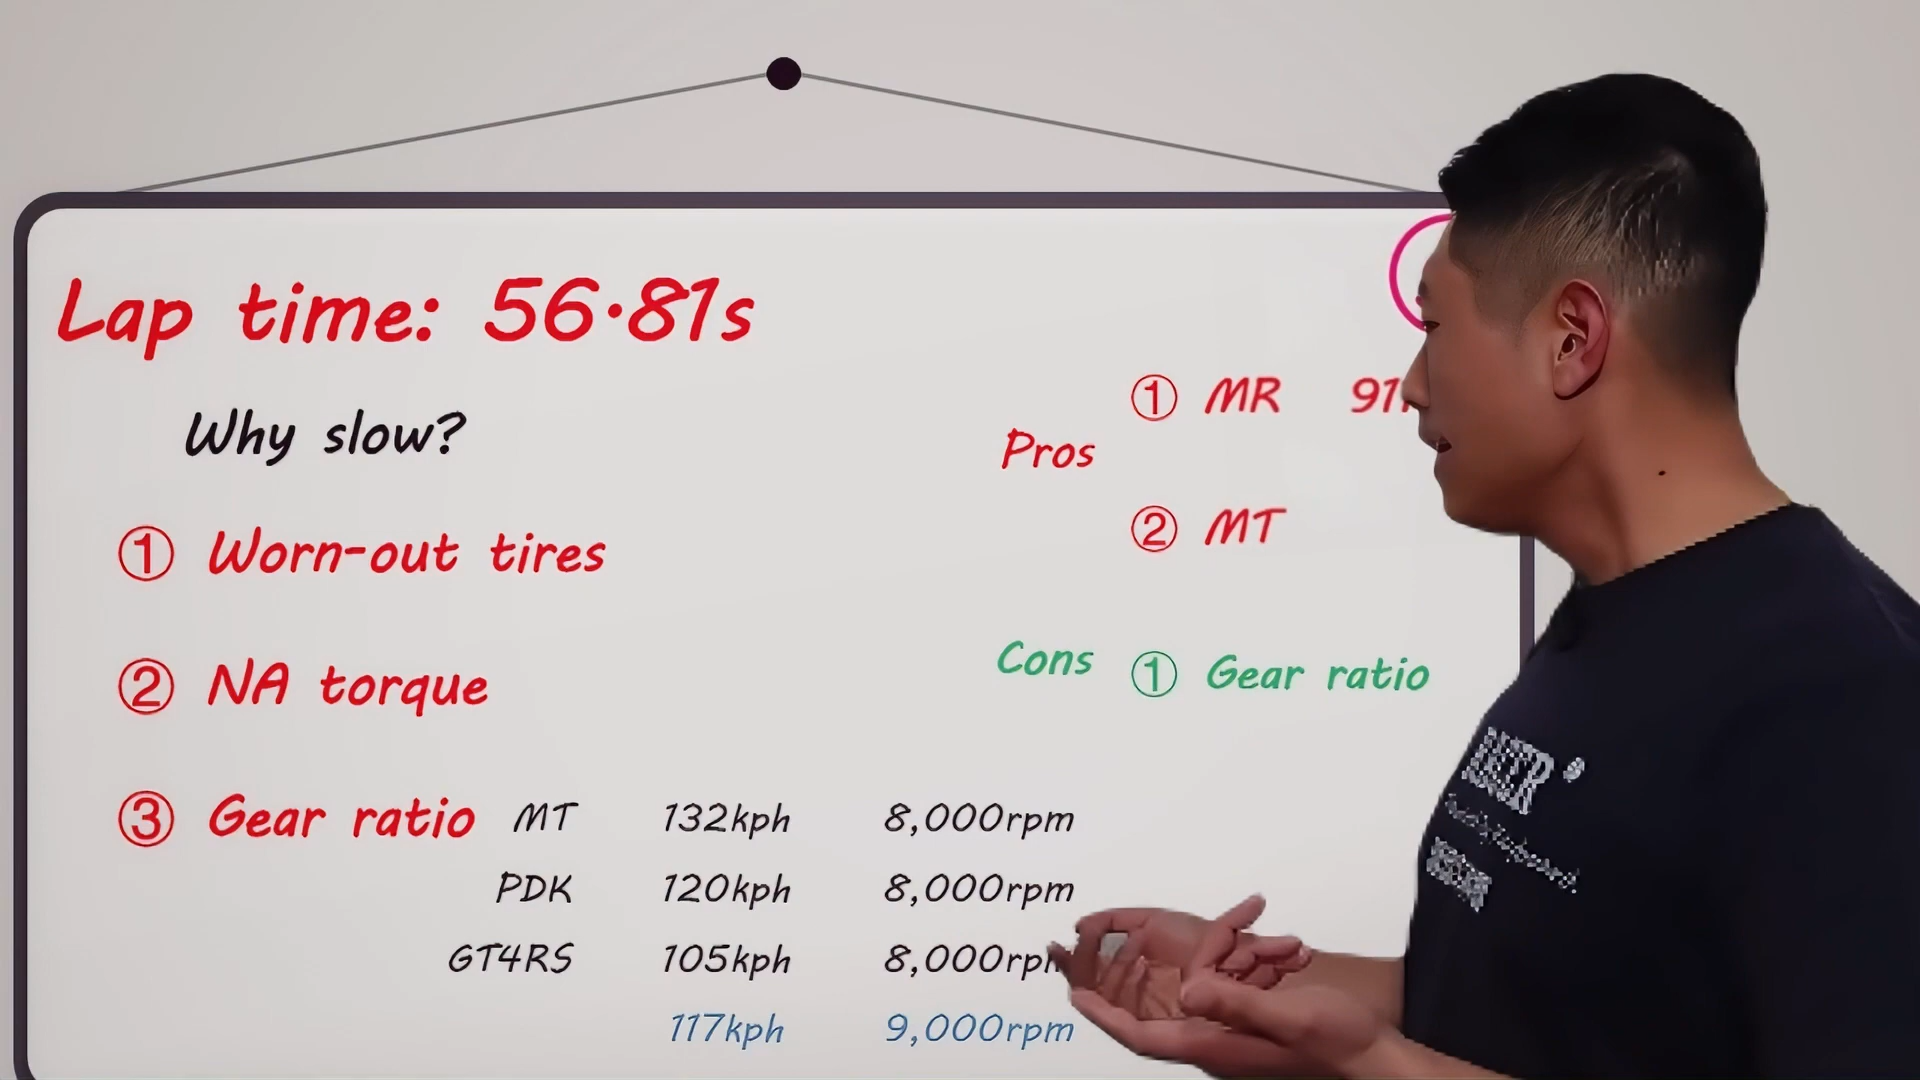 Lap time: 56.81s
Why slow?
① Worn-out tires
② NA torque
③ Gear ratio
MT 132kph 8,000rpm
PDK 120kph 8,000rpm
GT4RS 105kph 8,000rpm
117kph 9,000rpm
Pros
① MR
② MT
Cons
① Gear ratio